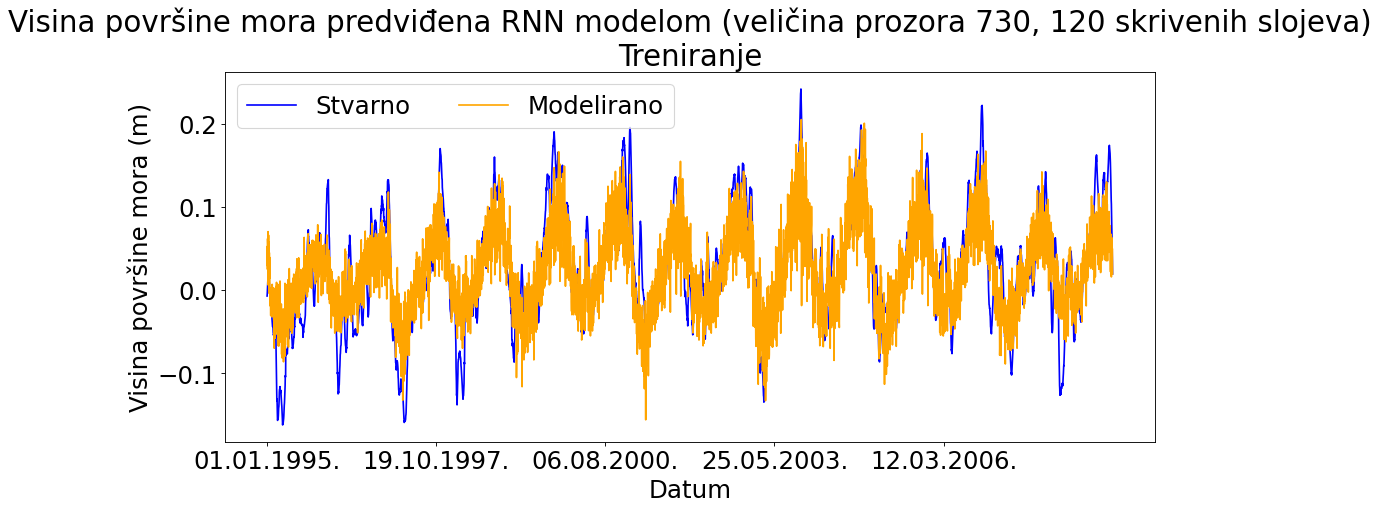 Visina površine mora predviđena RNN modelom (veličina prozora 730, 120 skrivenih slojeva)
Treniranje
Stvarno Modelirano
Visina površine mora (m)
0.2
0.1
0.0
−0.1
01.01.1995. 19.10.1997. 06.08.2000. 25.05.2003. 12.03.2006.
Datum